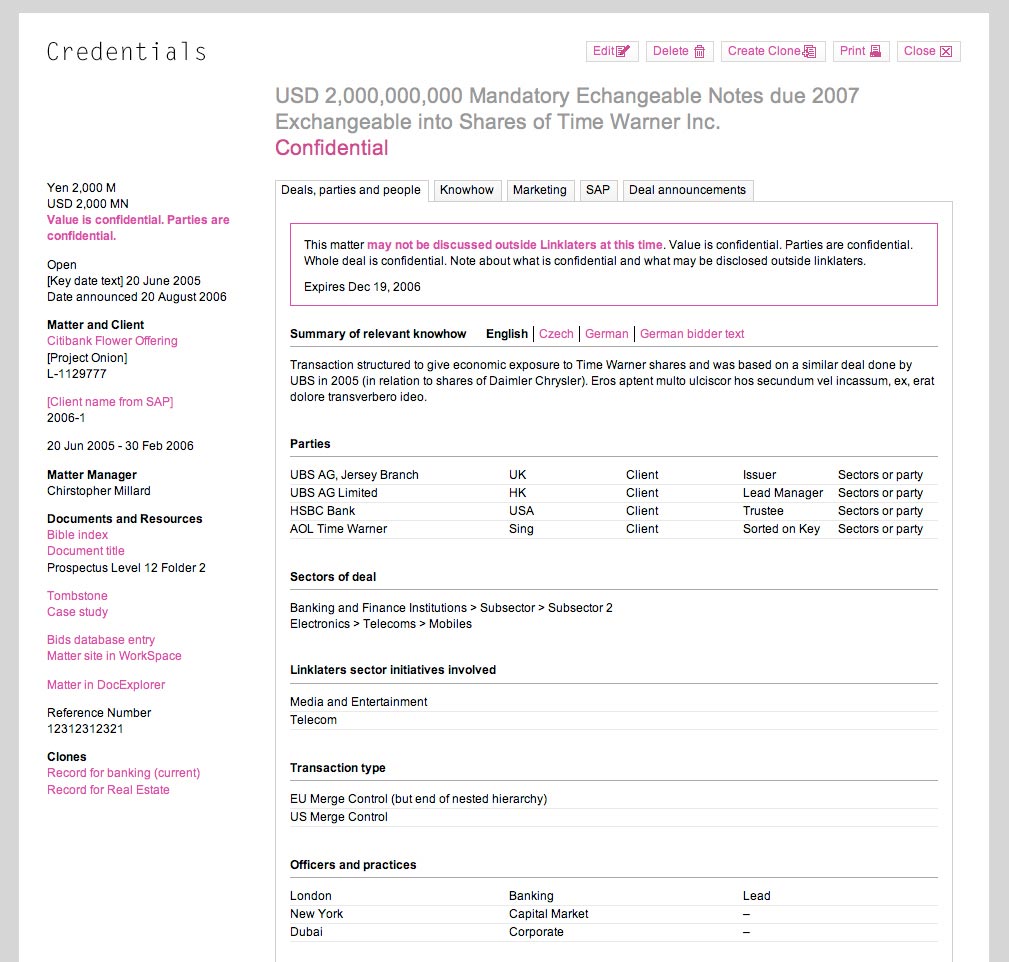 Credentials
Edit
Delete
Create Clone
Print
Close
USD 2,000,000,000 Mandatory Echangeable Notes due 2007
Exchangeable into Shares of Time Warner Inc.
Confidential
Yen 2,000 M
USD 2,000 MN
Value is confidential. Parties are
confidential.
Open
[Key date text] 20 June 2005
Date announced 20 August 2006
Matter and Client
Citibank Flower Offering
[Project Onion]
L-1129777
[Client name from SAP]
2006-1
20 Jun 2005 - 30 Feb 2006
Matter Manager
Chirstopher Millard
Documents and Resources
Bible index
Document title
Prospectus Level 12 Folder 2
Tombstone
Case study
Bids database entry
Matter site in WorkSpace
Matter in DocExplorer
Reference Number
12312312321
Clones
Record for banking (current)
Record for Real Estate
Deals, parties and people
Knowhow
Marketing
SAP
Deal announcements
This matter may not be discussed outside Linklaters at this time. Value is confidential. Parties are confidential.
Whole deal is confidential. Note about what is confidential and what may be disclosed outside linklaters.
Expires Dec 19, 2006
Summary of relevant knowhow English | Czech | German | German bidder text
Transaction structured to give economic exposure to Time Warner shares and was based on a similar deal done by
UBS in 2005 (in relation to shares of Daimler Chrysler). Eros aptent multo ulciscor hos secundum vel incassum, ex, erat
dolore transverbero ideo.
Parties
UBS AG, Jersey Branch UK Client Issuer Sectors or party
UBS AG Limited HK Client Lead Manager Sectors or party
HSBC Bank USA Client Trustee Sectors or party
AOL Time Warner Sing Client Sorted on Key Sectors or party
Sectors of deal
Banking and Finance Institutions > Subsector > Subsector 2
Electronics > Telecoms > Mobiles
Linklaters sector initiatives involved
Media and Entertainment
Telecom
Transaction type
EU Merge Control (but end of nested hierarchy)
US Merge Control
Officers and practices
London Banking Lead
New York Capital Market –
Dubai Corporate –